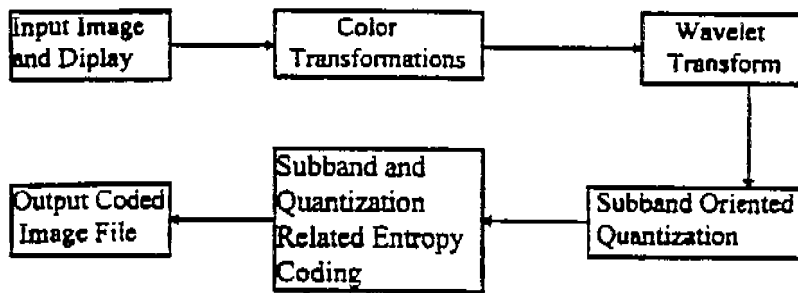 Input Image
and Diplay
Color
Transformations
Wavelet
Transform
Subband Oriented
Quantization
Subband and
Quantization
Related Entropy
Coding
Output Coded
Image File